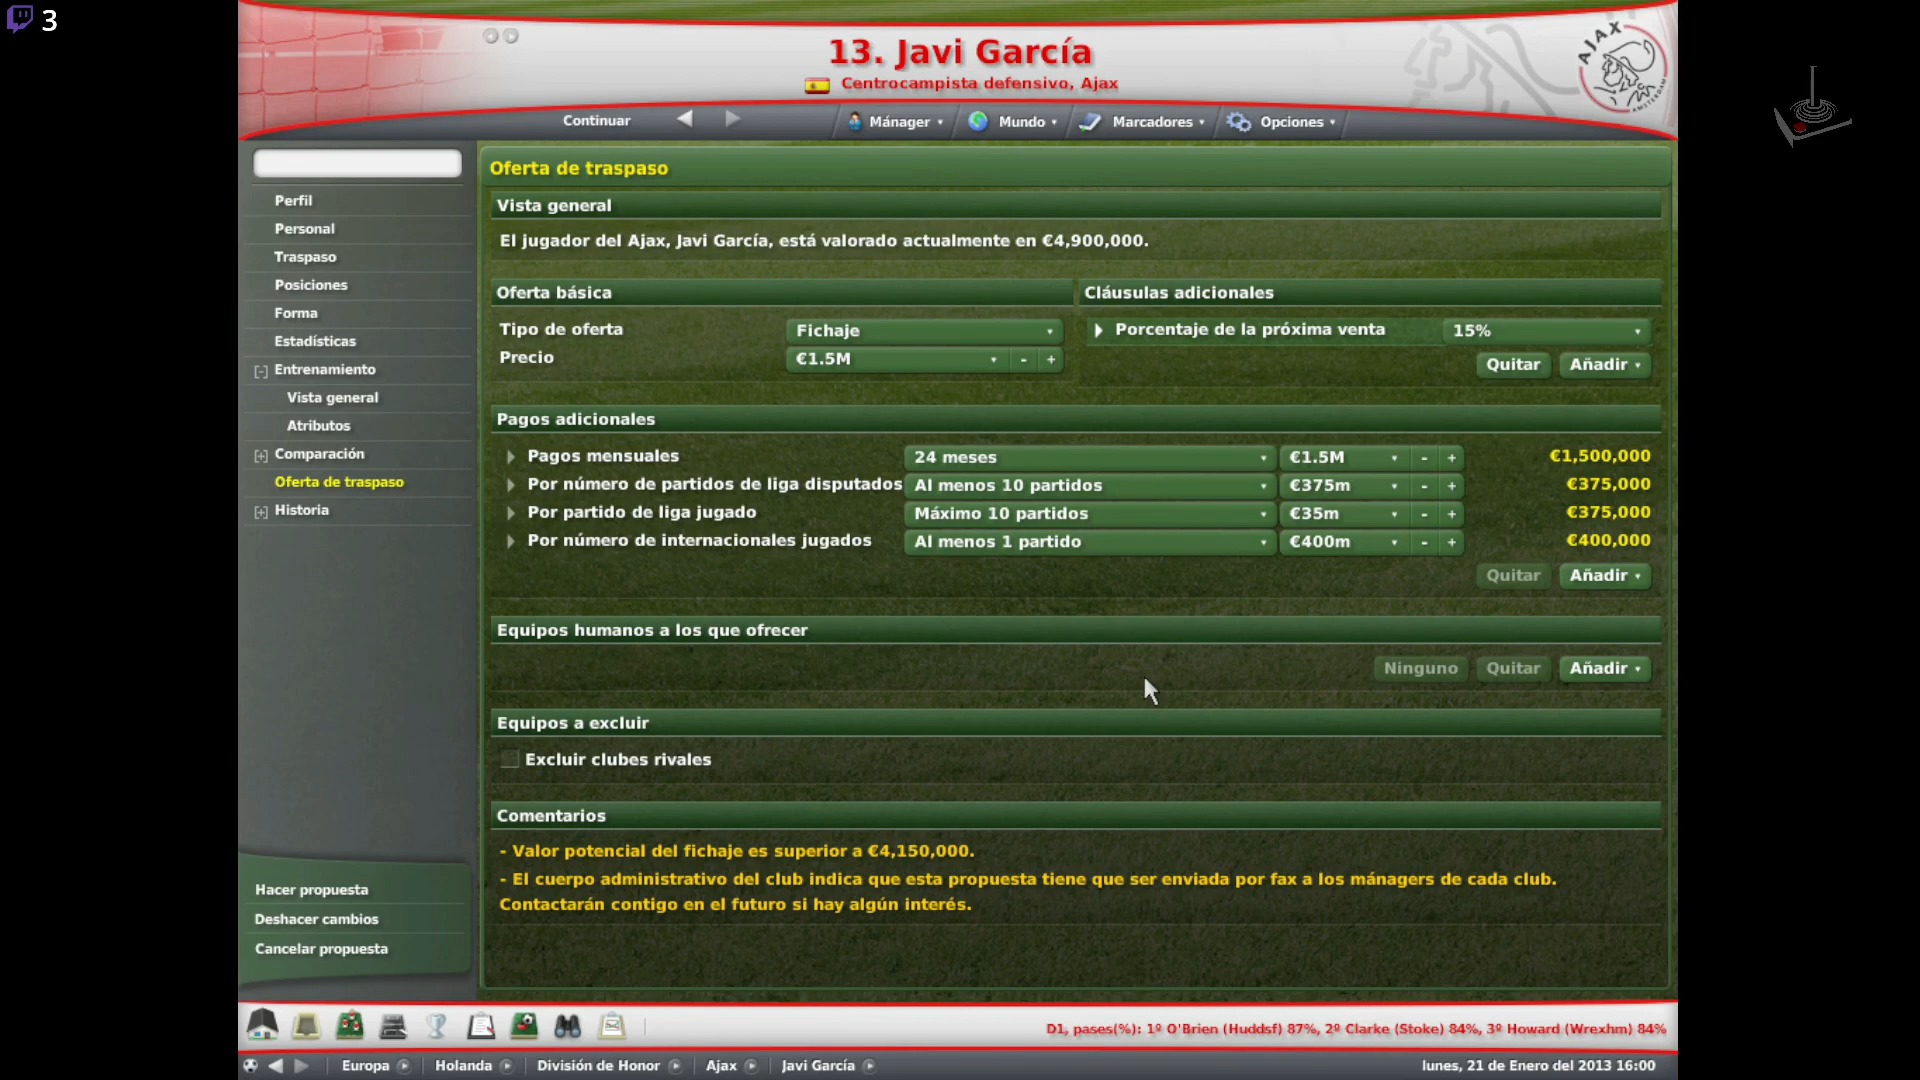 3
13. Javi García
Centrocampista defensivo, Ajax
AJAX
AMSTERDAM
Continuar
Mánager
Mundo
Marcadores
Opciones
Perfil
Personal
Traspaso
Posiciones
Forma
Estadísticas
[-] Entrenamiento
Vista general
Atributos
[+] Comparación
Oferta de traspaso
[+] Historia
Hacer propuesta
Deshacer cambios
Cancelar propuesta
Oferta de traspaso
Vista general
El jugador del Ajax, Javi García, está valorado actualmente en €4,900,000.
Oferta básica
Tipo de oferta Fichaje
Precio €1.5M - +
Cláusulas adicionales
Porcentaje de la próxima venta 15%
Quitar Añadir
Pagos adicionales
Pagos mensuales 24 meses €1.5M - + €1,500,000
Por número de partidos de liga disputados Al menos 10 partidos €375m - + €375,000
Por partido de liga jugado Máximo 10 partidos €35m - + €375,000
Por número de internacionales jugados Al menos 1 partido €400m - + €400,000
Quitar Añadir
Equipos humanos a los que ofrecer
Ninguno Quitar Añadir
Equipos a excluir
Excluir clubes rivales
Comentarios
- Valor potencial del fichaje es superior a €4,150,000.
- El cuerpo administrativo del club indica que esta propuesta tiene que ser enviada por fax a los mánagers de cada club.
Contactarán contigo en el futuro si hay algún interés.
D1, pases(%): 1º O'Brien (Huddsf) 87%, 2º Clarke (Stoke) 84%, 3º Howard (Wrexhm) 84%
Europa
Holanda
División de Honor
Ajax
Javi García
lunes, 21 de Enero del 2013 16:00